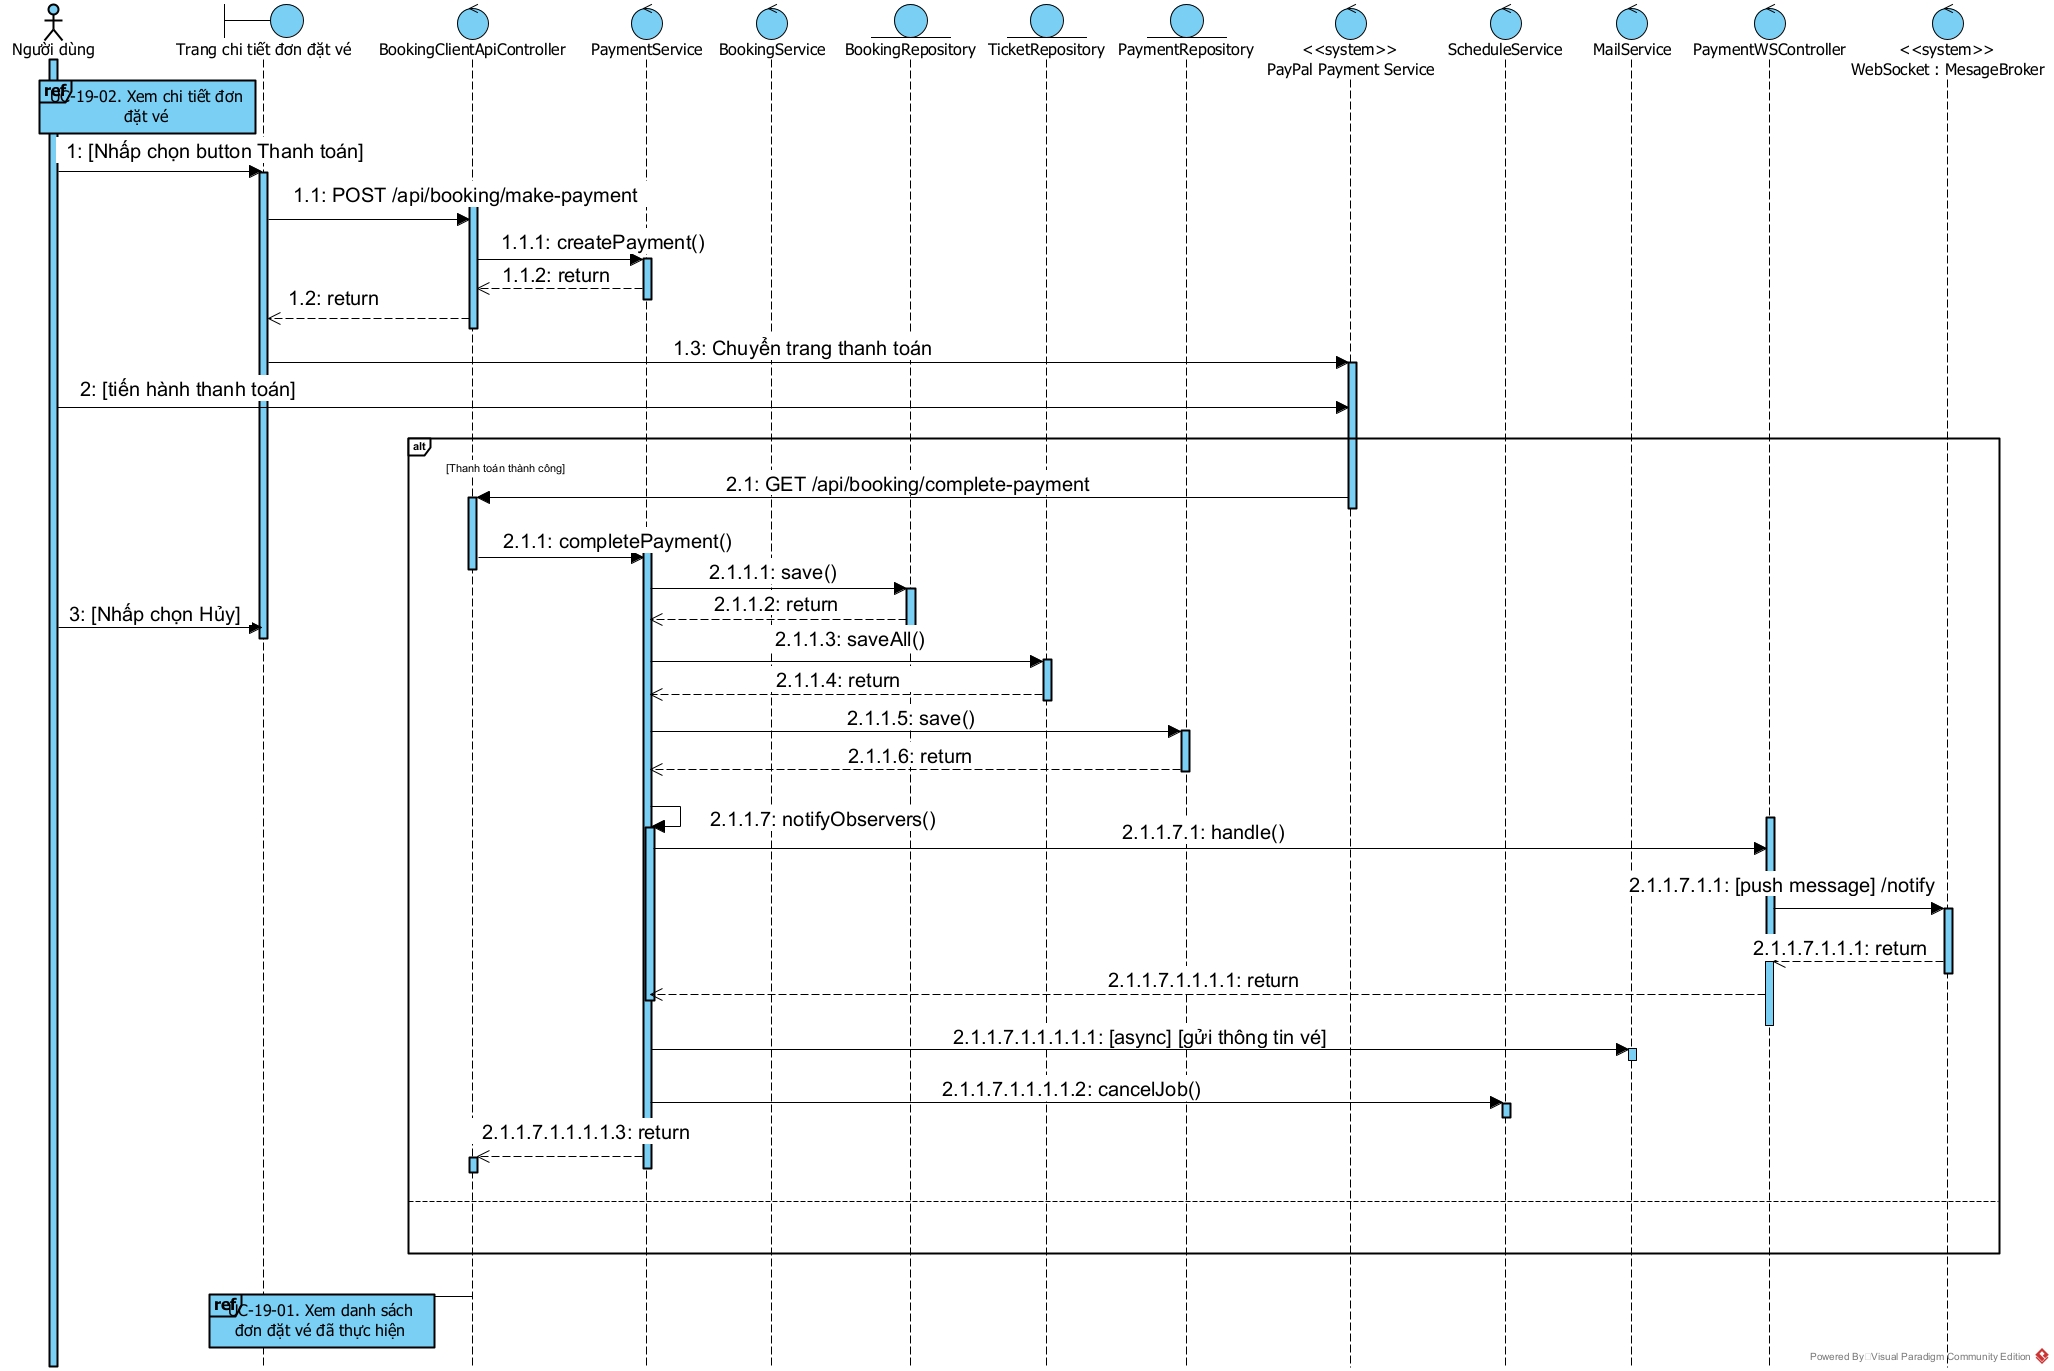 Người dùng
Trang chi tiết đơn đặt vé
BookingClientApiController
PaymentService
BookingService
BookingRepository
TicketRepository
PaymentRepository
<<system>>
PayPal Payment Service
ScheduleService
MailService
PaymentWSController
<<system>>
WebSocket : MesageBroker
ref
UC-19-02. Xem chi tiết đơn
đặt vé
1: [Nhấp chọn button Thanh toán]
1.1: POST /api/booking/make-payment
1.1.1: createPayment()
1.1.2: return
1.2: return
1.3: Chuyển trang thanh toán
2: [tiến hành thanh toán]
alt
[Thanh toán thành công]
2.1: GET /api/booking/complete-payment
2.1.1: completePayment()
2.1.1.1: save()
2.1.1.2: return
3: [Nhấp chọn Hủy]
2.1.1.3: saveAll()
2.1.1.4: return
2.1.1.5: save()
2.1.1.6: return
2.1.1.7: notifyObservers()
2.1.1.7.1: handle()
2.1.1.7.1.1: [push message] /notify
2.1.1.7.1.1.1: return
2.1.1.7.1.1.1.1: return
2.1.1.7.1.1.1.1.1: [async] [gửi thông tin vé]
2.1.1.7.1.1.1.1.2: cancelJob()
2.1.1.7.1.1.1.1.3: return
ref
UC-19-01. Xem danh sách
đơn đặt vé đã thực hiện
Powered By Visual Paradigm Community Edition